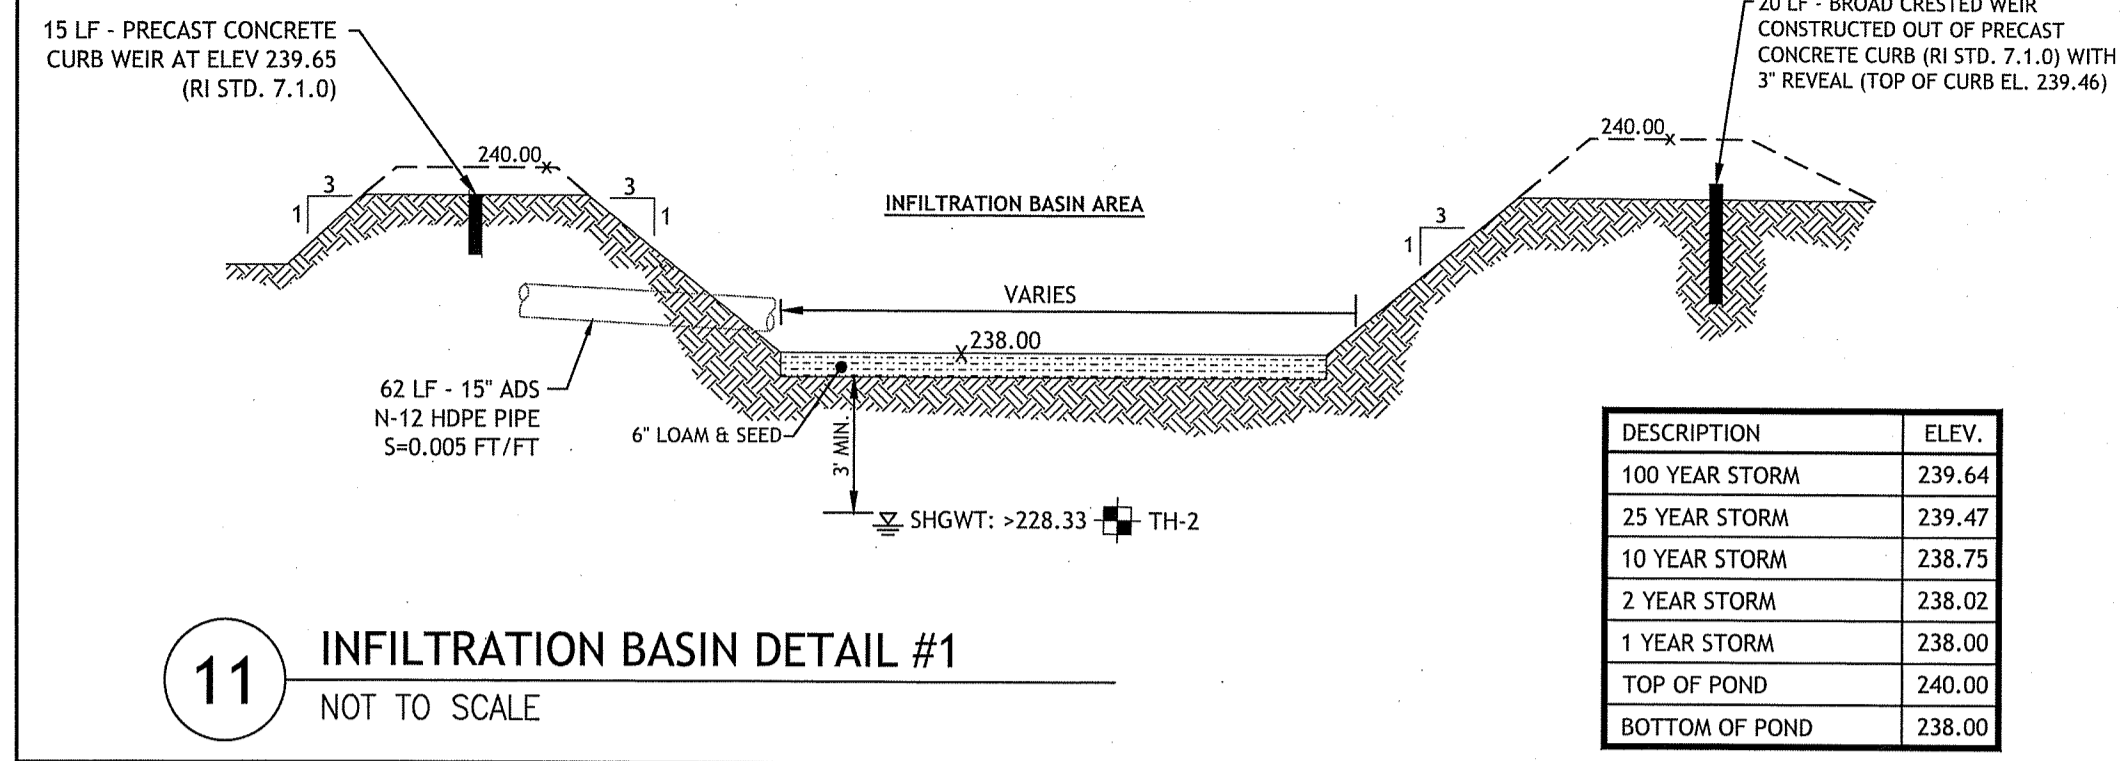 15 LF - PRECAST CONCRETE
CURB WEIR AT ELEV 239.65
(RI STD. 7.1.0)
20 LF - BROAD CRESTED WEIR
CONSTRUCTED OUT OF PRECAST
CONCRETE CURB (RI STD. 7.1.0) WITH
3" REVEAL (TOP OF CURB EL. 239.46)
240.00
240.00
3
1
3
1
INFILTRATION BASIN AREA
3
1
VARIES
238.00
62 LF - 15" ADS
N-12 HDPE PIPE
S=0.005 FT/FT
6" LOAM & SEED
3' MIN.
SHGWT: >228.33 TH-2
DESCRIPTION ELEV.
100 YEAR STORM 239.64
25 YEAR STORM 239.47
10 YEAR STORM 238.75
2 YEAR STORM 238.02
1 YEAR STORM 238.00
TOP OF POND 240.00
BOTTOM OF POND 238.00
11 INFILTRATION BASIN DETAIL #1
NOT TO SCALE